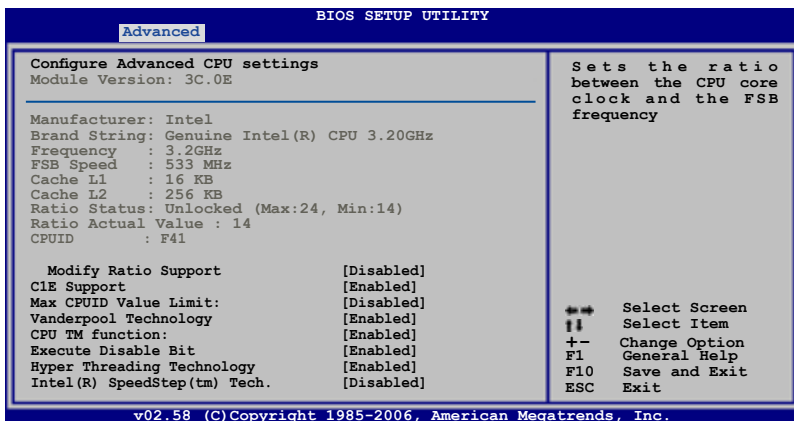 BIOS SETUP UTILITY
Advanced
Configure Advanced CPU settings
Module Version: 3C.0E
Manufacturer: Intel
Brand String: Genuine Intel(R) CPU 3.20GHz
Frequency : 3.2GHz
FSB Speed : 533 MHz
Cache L1 : 16 KB
Cache L2 : 256 KB
Ratio Status: Unlocked (Max:24, Min:14)
Ratio Actual Value : 14
CPUID : F41
Modify Ratio Support [Disabled]
C1E Support [Enabled]
Max CPUID Value Limit: [Disabled]
Vanderpool Technology [Enabled]
CPU TM function: [Enabled]
Execute Disable Bit [Enabled]
Hyper Threading Technology [Enabled]
Intel(R) SpeedStep(tm) Tech. [Disabled]
Sets the ratio
between the CPU core
clock and the FSB
frequency
←→ Select Screen
↑↓ Select Item
+- Change Option
F1 General Help
F10 Save and Exit
ESC Exit
v02.58 (C)Copyright 1985-2006, American Megatrends, Inc.